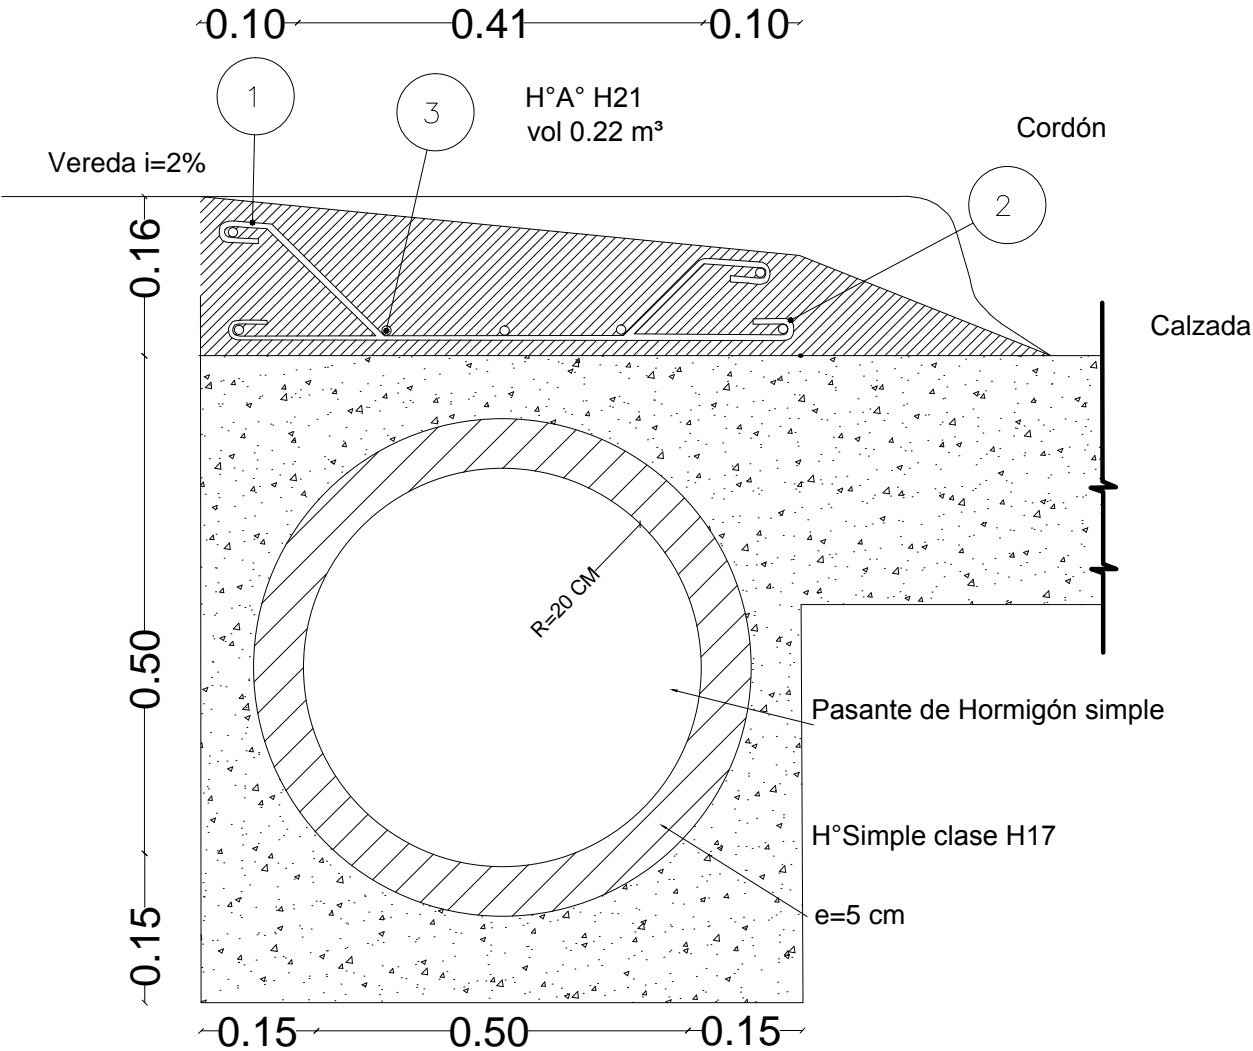 0.10 0.41 0.10
1
3
H°A° H21
vol 0.22 m³
Cordón
Vereda i=2%
2
0.16
Calzada
R=20 CM
0.50
Pasante de Hormigón simple
H°Simple clase H17
e=5 cm
0.15
0.15 0.50 0.15